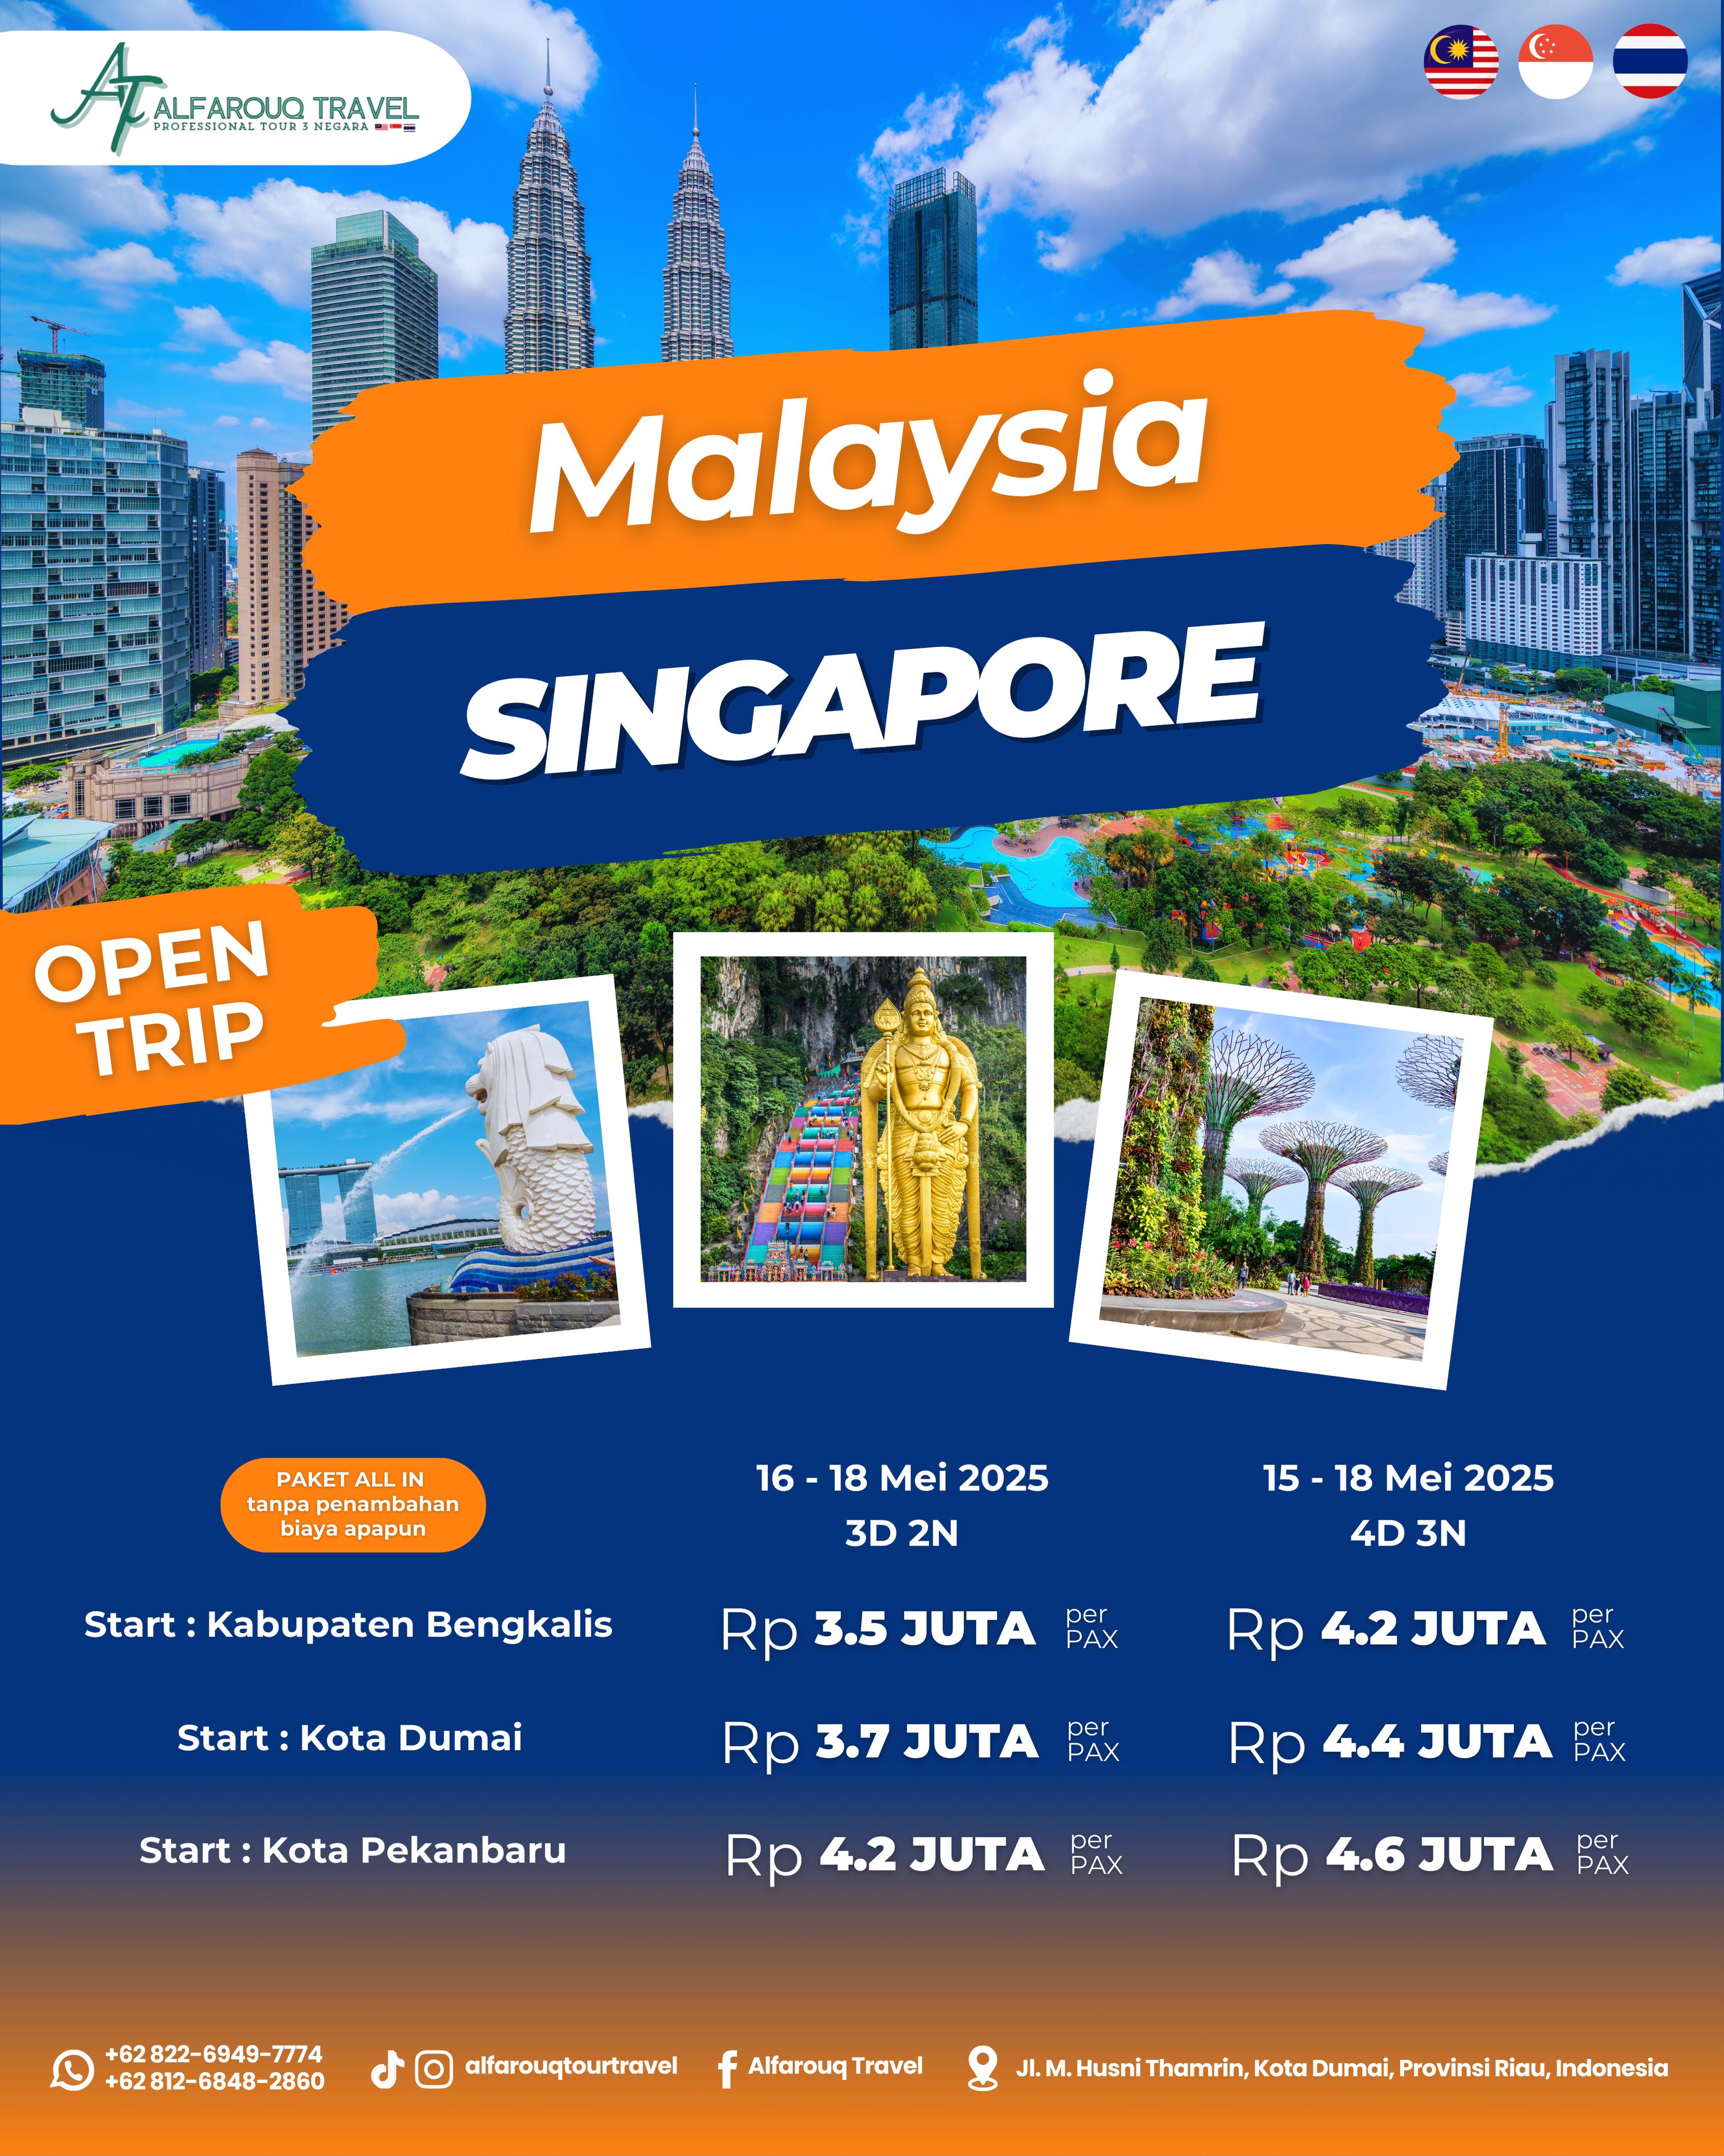 ALFAROUQ TRAVEL
PROFESSIONAL TOUR 3 NEGARA
Malaysia
SINGAPORE
OPEN
TRIP
PAKET ALL IN
tanpa penambahan
biaya apapun
16 - 18 Mei 2025
3D 2N
15 - 18 Mei 2025
4D 3N
Start : Kabupaten Bengkalis
Rp 3.5 JUTA per PAX
Rp 4.2 JUTA per PAX
Start : Kota Dumai
Rp 3.7 JUTA per PAX
Rp 4.4 JUTA per PAX
Start : Kota Pekanbaru
Rp 4.2 JUTA per PAX
Rp 4.6 JUTA per PAX
+62 822-6949-7774
+62 812-6848-2860
alfarouqtourtravel
Alfarouq Travel
Jl. M. Husni Thamrin, Kota Dumai, Provinsi Riau, Indonesia